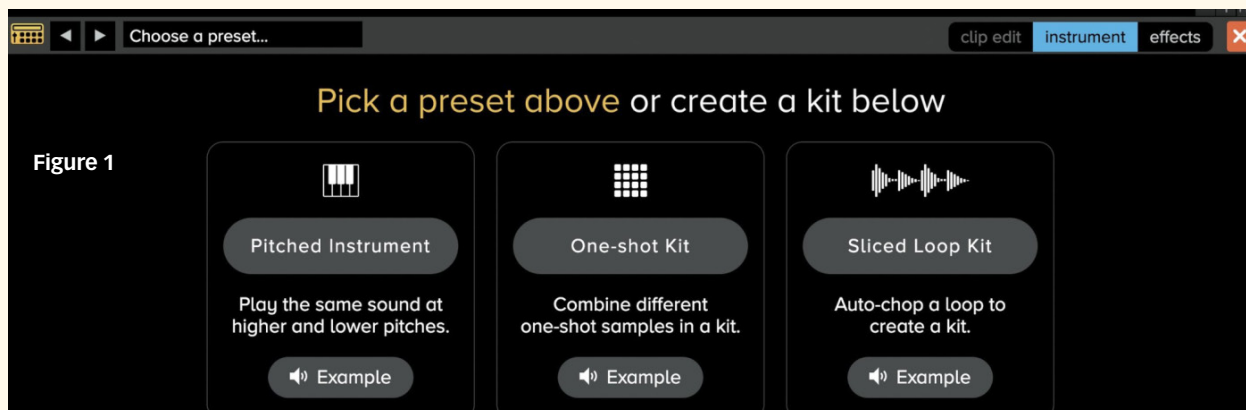 Choose a preset...
clip edit
instrument
effects
Pick a preset above or create a kit below
Figure 1
Pitched Instrument
Play the same sound at
higher and lower pitches.
Example
One-shot Kit
Combine different
one-shot samples in a kit.
Example
Sliced Loop Kit
Auto-chop a loop to
create a kit.
Example